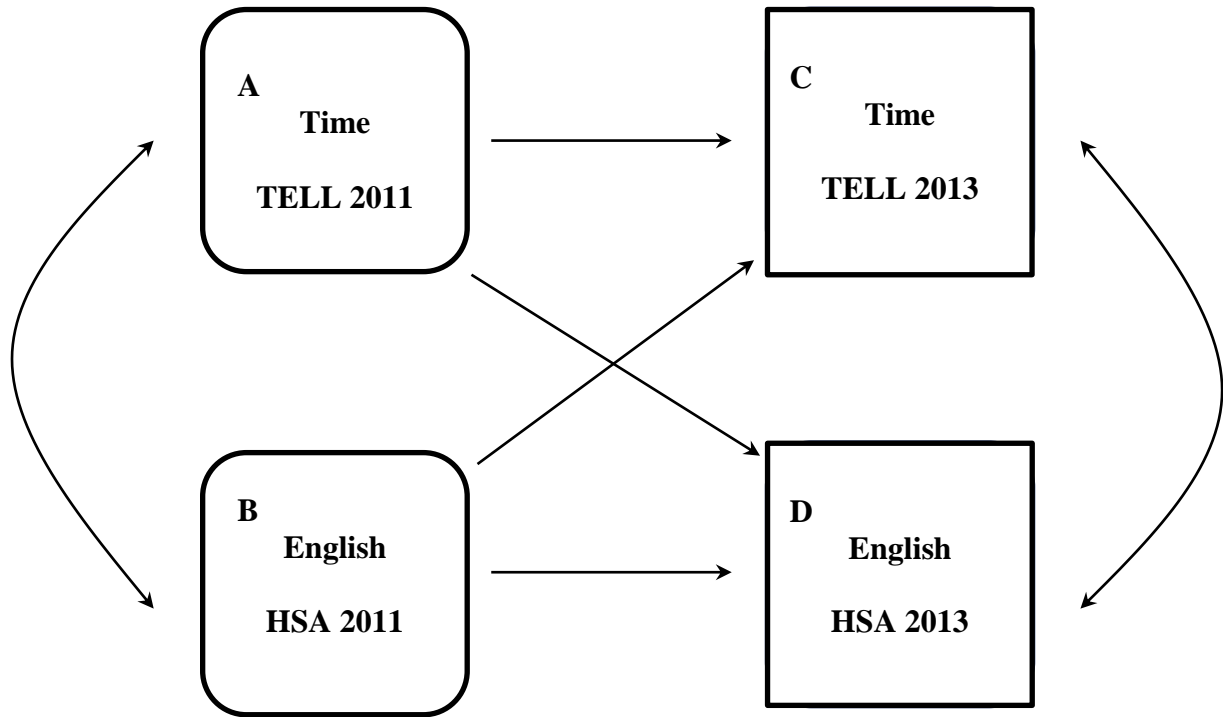 A
Time
TELL 2011
C
Time
TELL 2013
B
English
HSA 2011
D
English
HSA 2013